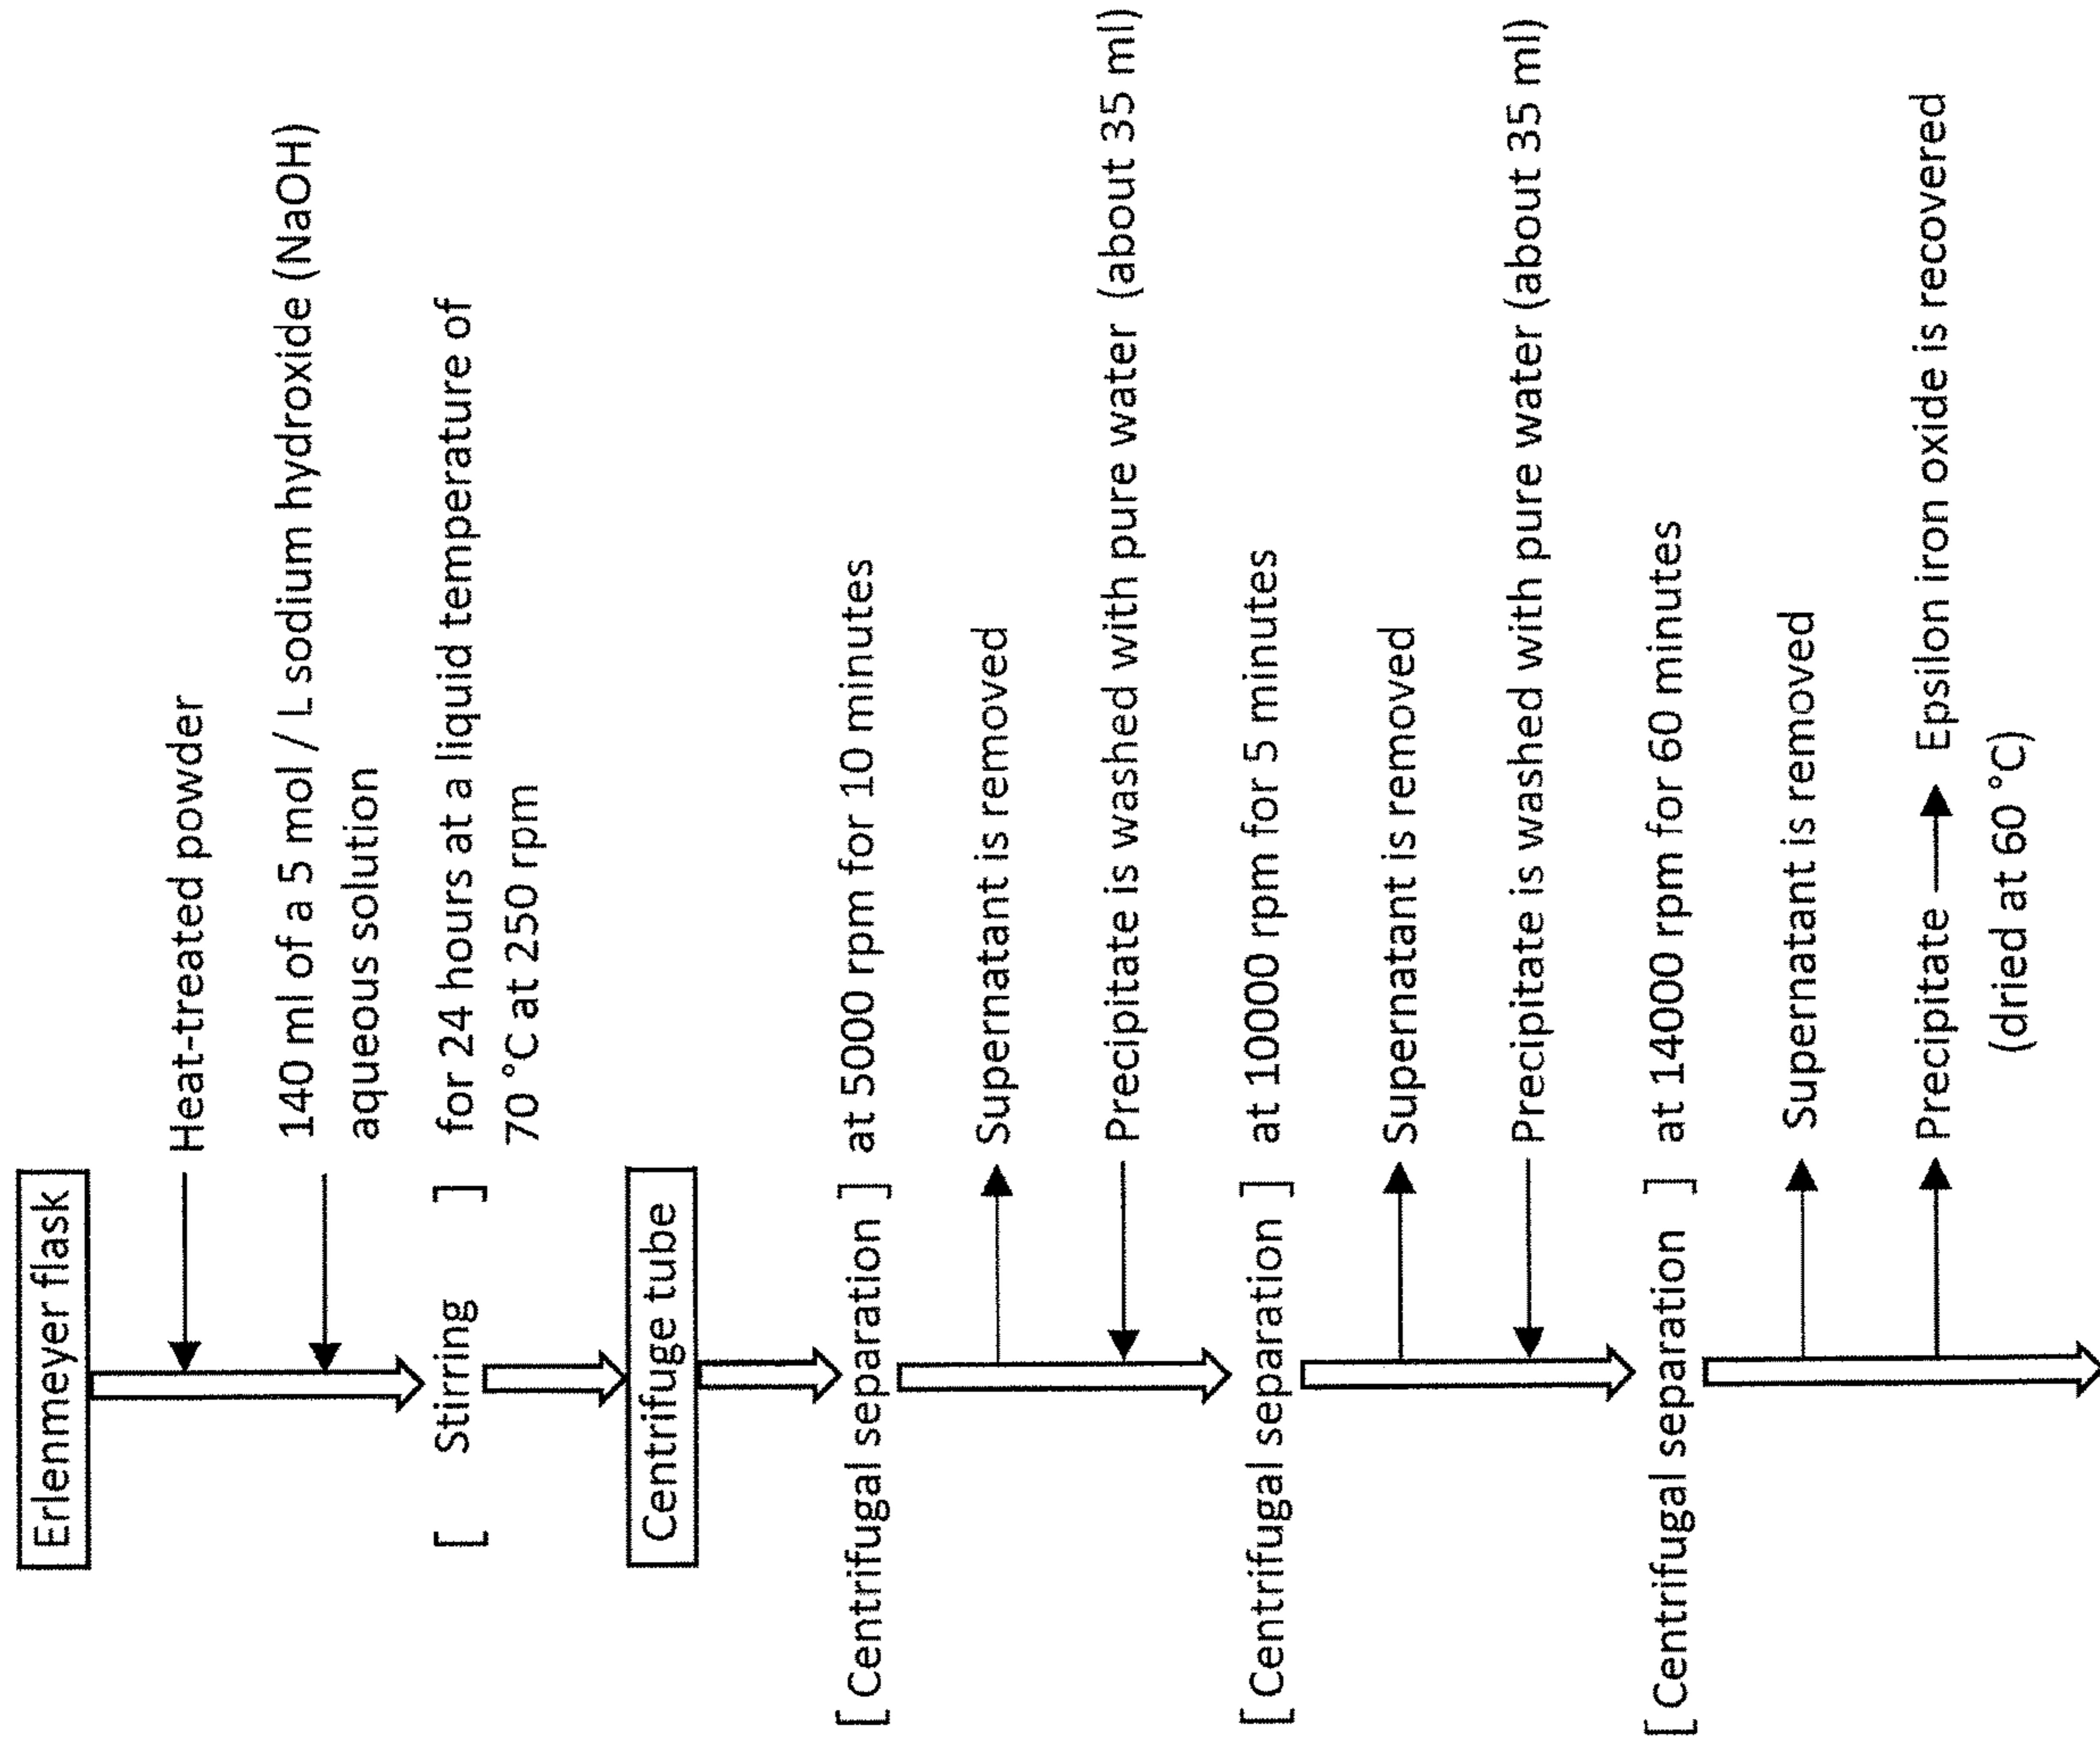 Erlenmeyer flask
Heat-treated powder
140 ml of a 5 mol / L sodium hydroxide (NaOH)
aqueous solution
[ Stirring ] for 24 hours at a liquid temperature of
70 °C at 250 rpm
Centrifuge tube
[ Centrifugal separation ] at 5000 rpm for 10 minutes
Supernatant is removed
Precipitate is washed with pure water (about 35 ml)
[ Centrifugal separation ] at 10000 rpm for 5 minutes
Supernatant is removed
Precipitate is washed with pure water (about 35 ml)
[ Centrifugal separation ] at 14000 rpm for 60 minutes
Supernatant is removed
Precipitate → Epsilon iron oxide is recovered
(dried at 60 °C)